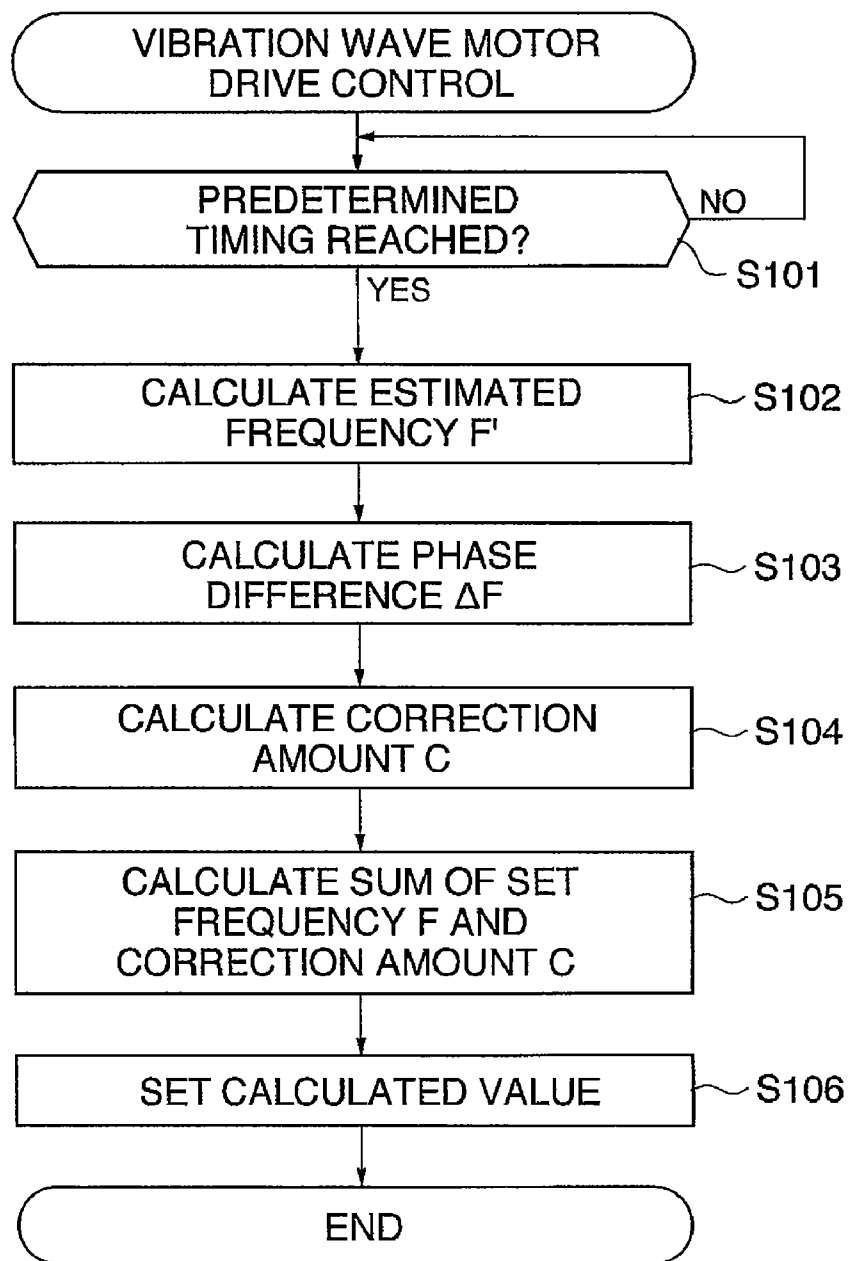 VIBRATION WAVE MOTOR
DRIVE CONTROL
PREDETERMINED
TIMING REACHED?
NO
S101
YES
CALCULATE ESTIMATED
FREQUENCY F'
S102
CALCULATE PHASE
DIFFERENCE ΔF
S103
CALCULATE CORRECTION
AMOUNT C
S104
CALCULATE SUM OF SET
FREQUENCY F AND
CORRECTION AMOUNT C
S105
SET CALCULATED VALUE
S106
END